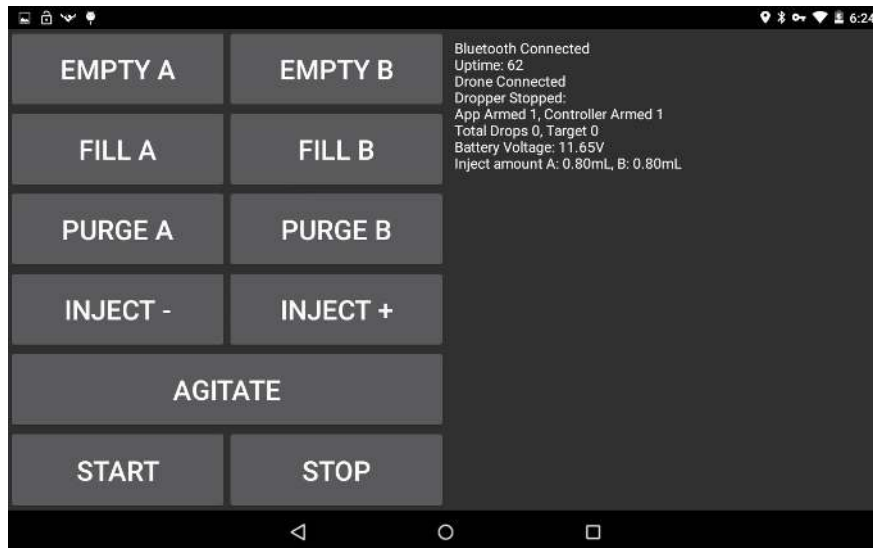 6:24
EMPTY A
EMPTY B
FILL A
FILL B
PURGE A
PURGE B
INJECT -
INJECT +
AGITATE
START
STOP
Bluetooth Connected
Uptime: 62
Drone Connected
Dropper Stopped:
App Armed 1, Controller Armed 1
Total Drops 0, Target 0
Battery Voltage: 11.65V
Inject amount A: 0.80mL, B: 0.80mL